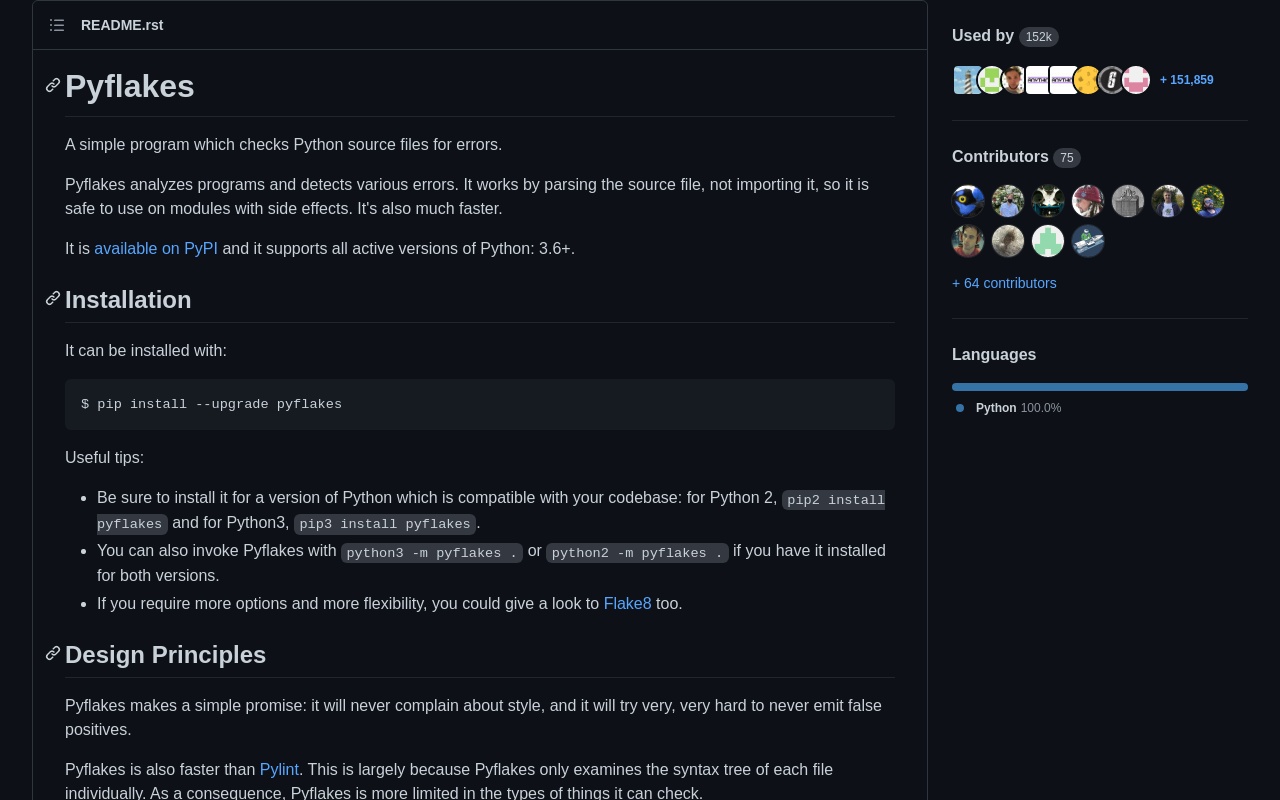 README.rst
Pyflakes
A simple program which checks Python source files for errors.
Pyflakes analyzes programs and detects various errors. It works by parsing the source file, not importing it, so it is
safe to use on modules with side effects. It's also much faster.
It is available on PyPI and it supports all active versions of Python: 3.6+.
Installation
It can be installed with:
$ pip install --upgrade pyflakes
Useful tips:
Be sure to install it for a version of Python which is compatible with your codebase: for Python 2, pip2 install
pyflakes and for Python3, pip3 install pyflakes.
You can also invoke Pyflakes with python3 -m pyflakes . or python2 -m pyflakes . if you have it installed
for both versions.
If you require more options and more flexibility, you could give a look to Flake8 too.
Design Principles
Pyflakes makes a simple promise: it will never complain about style, and it will try very, very hard to never emit false
positives.
Pyflakes is also faster than Pylint. This is largely because Pyflakes only examines the syntax tree of each file
individually. As a consequence, Pyflakes is more limited in the types of things it can check.
Used by 152k
+ 151,859
Contributors 75
+ 64 contributors
Languages
Python 100.0%